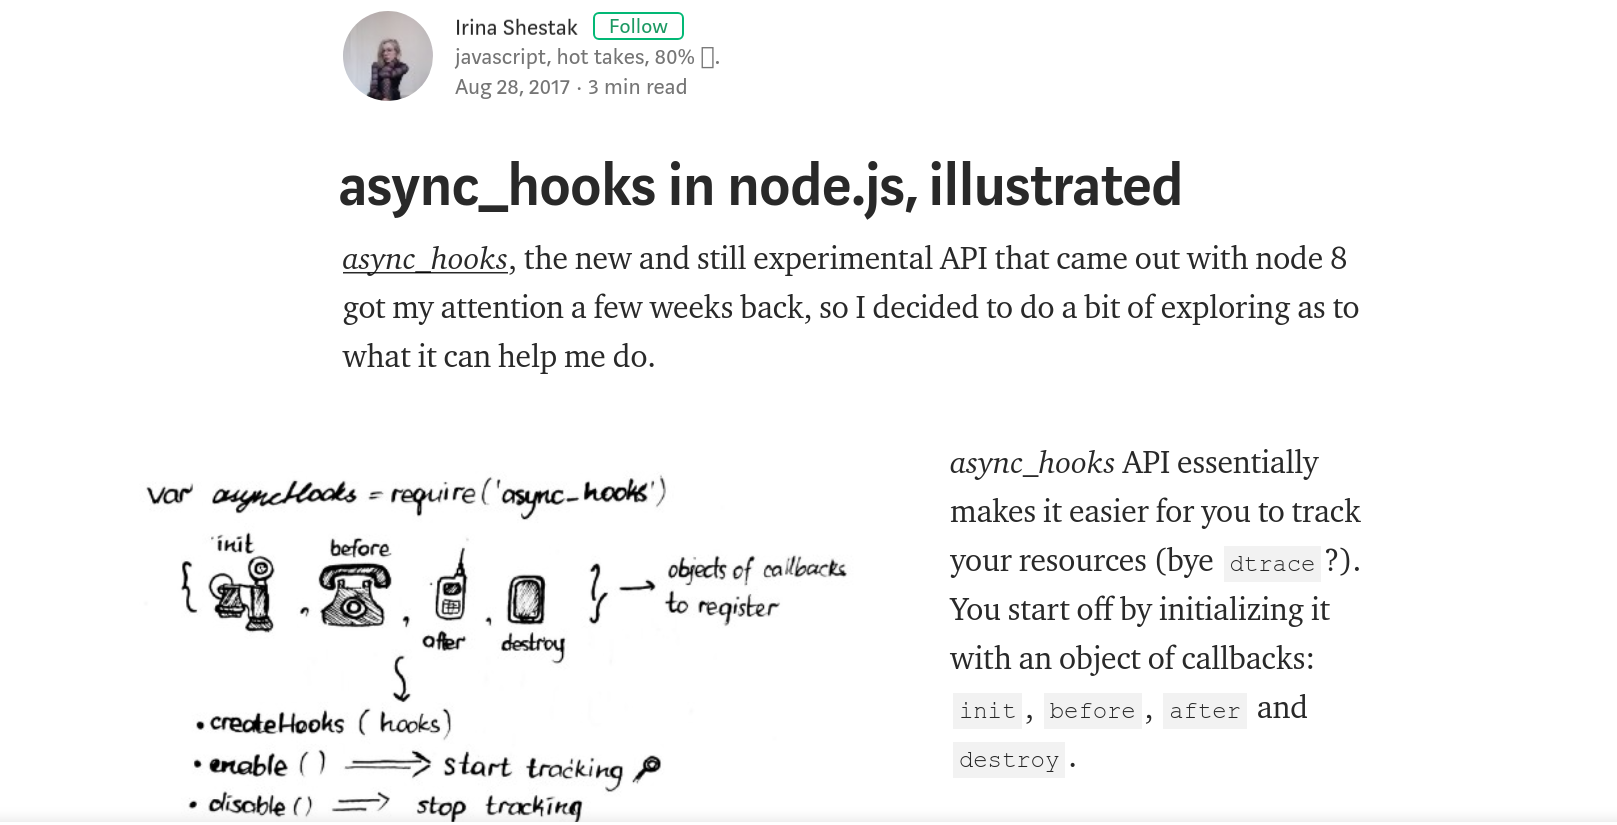 Irina Shestak Follow
javascript, hot takes, 80% .
Aug 28, 2017 · 3 min read
async_hooks in node.js, illustrated
async_hooks, the new and still experimental API that came out with node 8
got my attention a few weeks back, so I decided to do a bit of exploring as to
what it can help me do.
var asyncHooks = require('async_hooks')
init before
{ , , , } → objects of callbacks
to register
after destroy
• createHooks ( hooks)
• enable () ⟹ start tracking
• disable () ⟹ stop tracking
async_hooks API essentially
makes it easier for you to track
your resources (bye dtrace ?).
You start off by initializing it
with an object of callbacks:
init , before , after and
destroy .